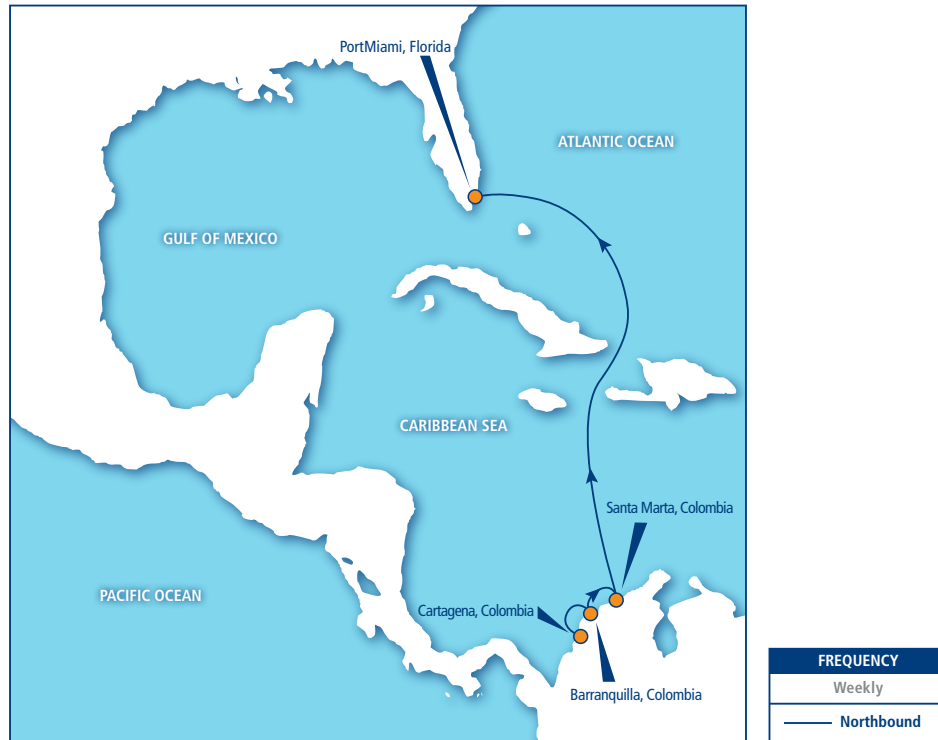 PortMiami, Florida
ATLANTIC OCEAN
GULF OF MEXICO
CARIBBEAN SEA
Santa Marta, Colombia
PACIFIC OCEAN
Cartagena, Colombia
Barranquilla, Colombia
FREQUENCY
Weekly
Northbound